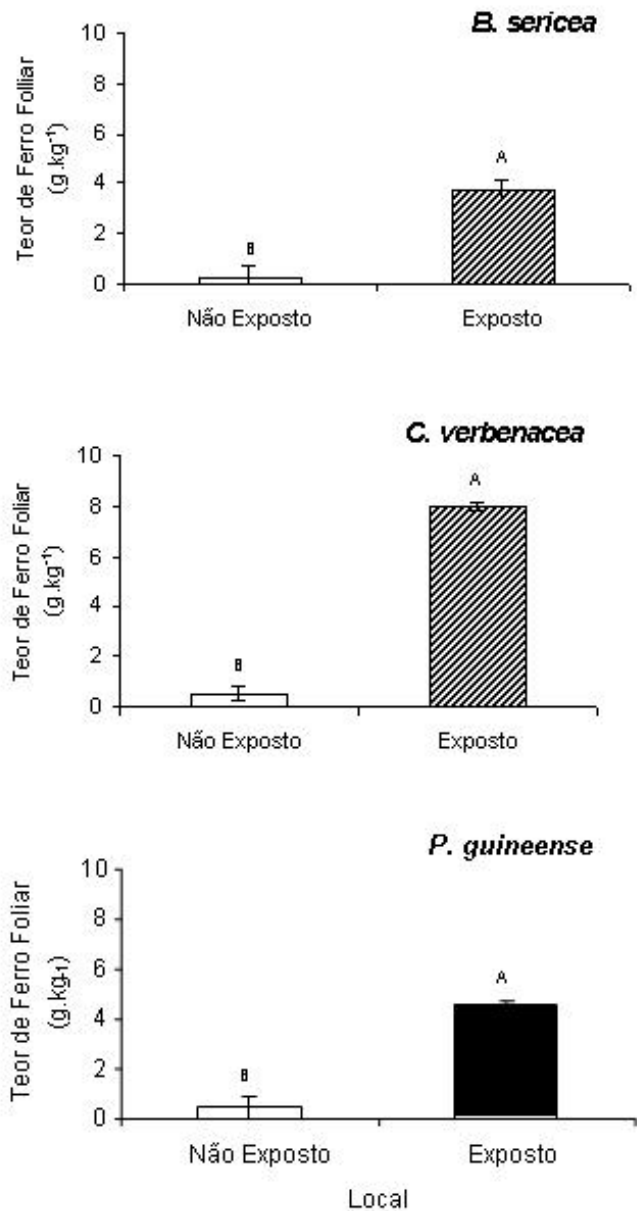 B. sericea
Teor de Ferro Folliar
(g.kg⁻¹)
10
8
6
4
2
0
B
A
Não Exposto
Exposto
C. verbenacea
Teor de Ferro Foliar
(g.kg⁻¹)
10
8
6
4
2
0
B
A
Não Exposto
Exposto
P. guineense
Teor de Ferro Foliar
(g.kg₋₁)
10
8
6
4
2
0
B
A
Não Exposto
Exposto
Local